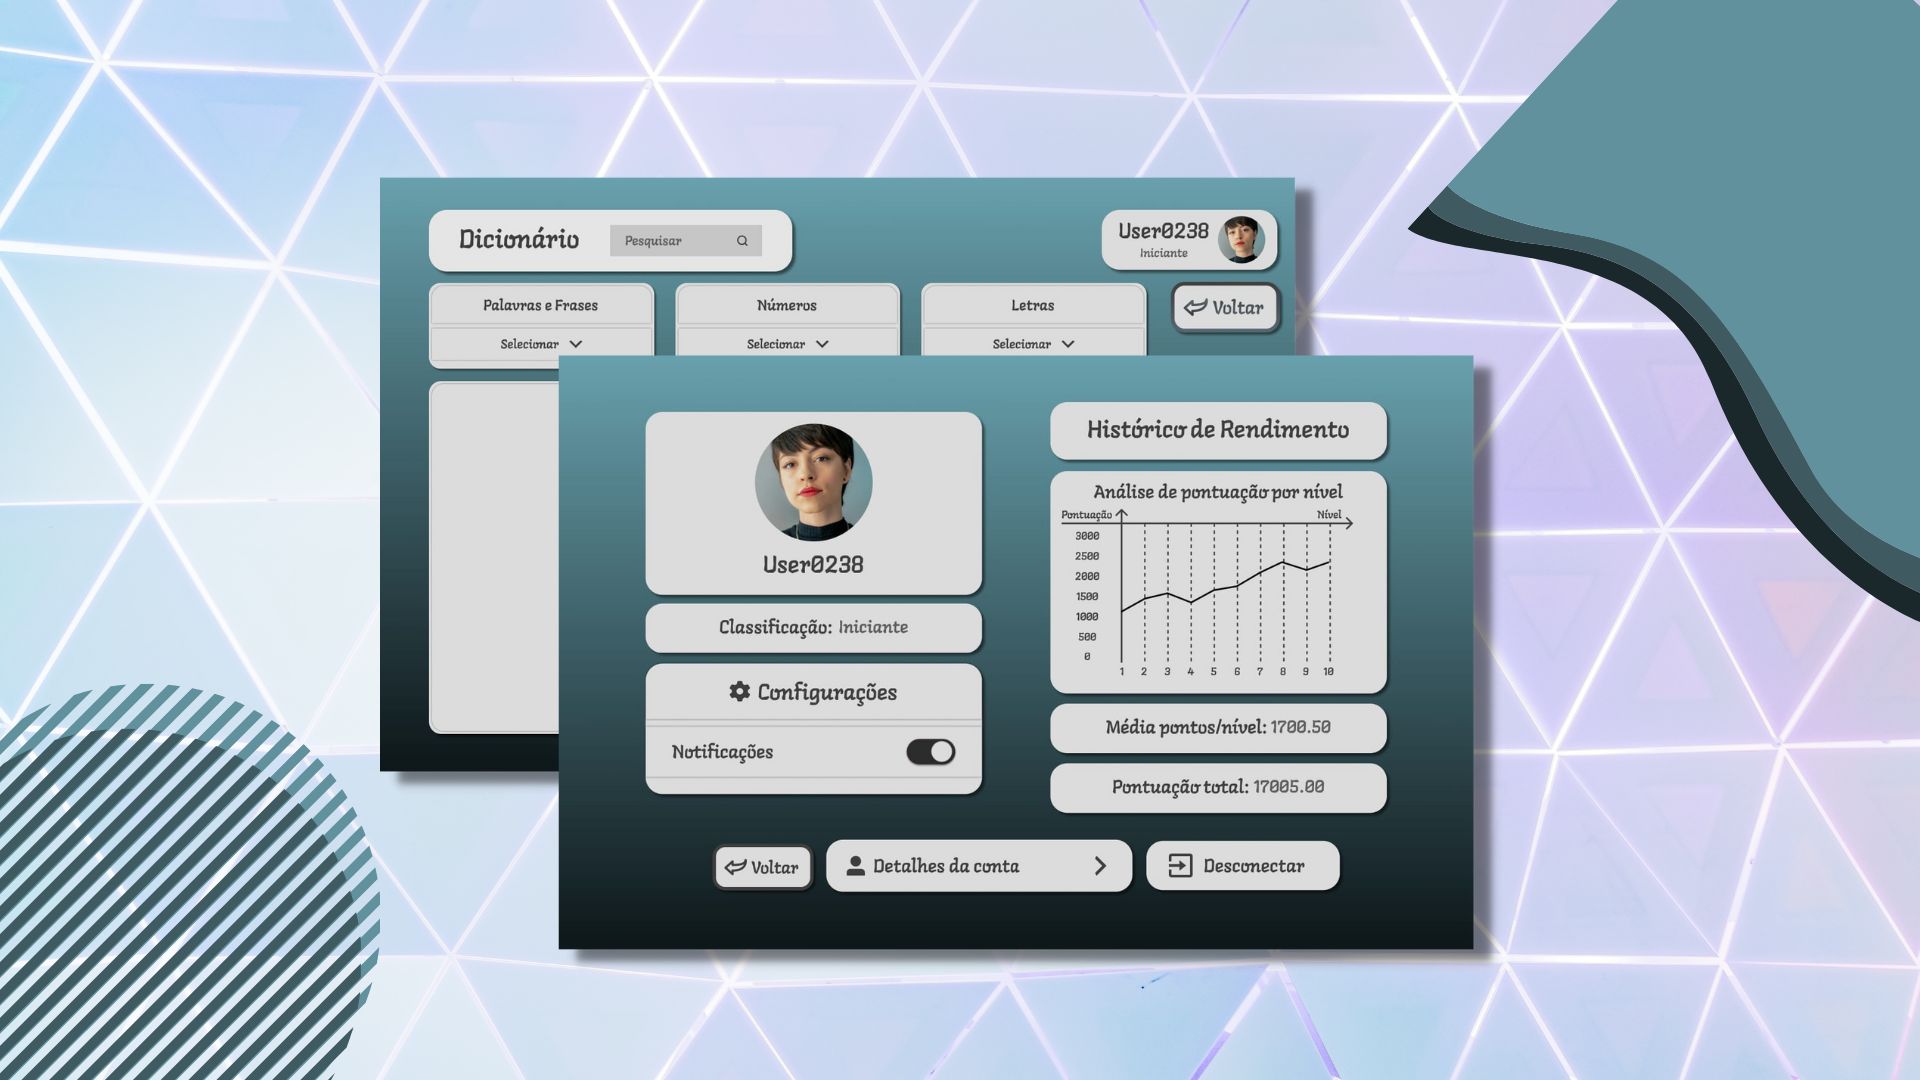 Dicionário
Pesquisar
User0238
Iniciante
Palavras e Frases
Números
Letras
Voltar
Selecionar
Selecionar
Selecionar
User0238
Classificação: Iniciante
Configurações
Notificações
Histórico de Rendimento
Análise de pontuação por nível
Pontuação
Nível
3000
2500
2000
1500
1000
500
0
1 2 3 4 5 6 7 8 9 10
Média pontos/nível: 1700.50
Pontuação total: 17005.00
Voltar
Detalhes da conta
Desconectar